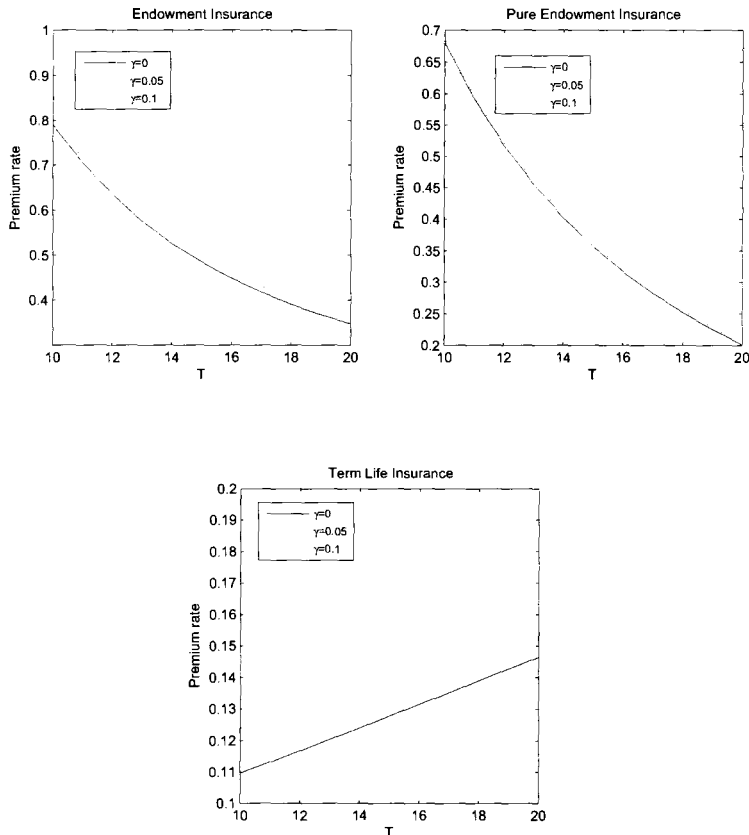 Endowment Insurance
1
0.9
0.8
0.7
0.6
0.5
0.4
Premium rate
γ=0
γ=0.05
γ=0.1
10 12 14 16 18 20
T
Pure Endowment Insurance
0.7
0.65
0.6
0.55
0.5
0.45
0.4
0.35
0.3
0.25
0.2
Premium rate
γ=0
γ=0.05
γ=0.1
10 12 14 16 18 20
T
Term Life Insurance
0.2
0.19
0.18
0.17
0.16
0.15
0.14
0.13
0.12
0.11
0.1
Premium rate
γ=0
γ=0.05
γ=0.1
10 12 14 16 18 20
T